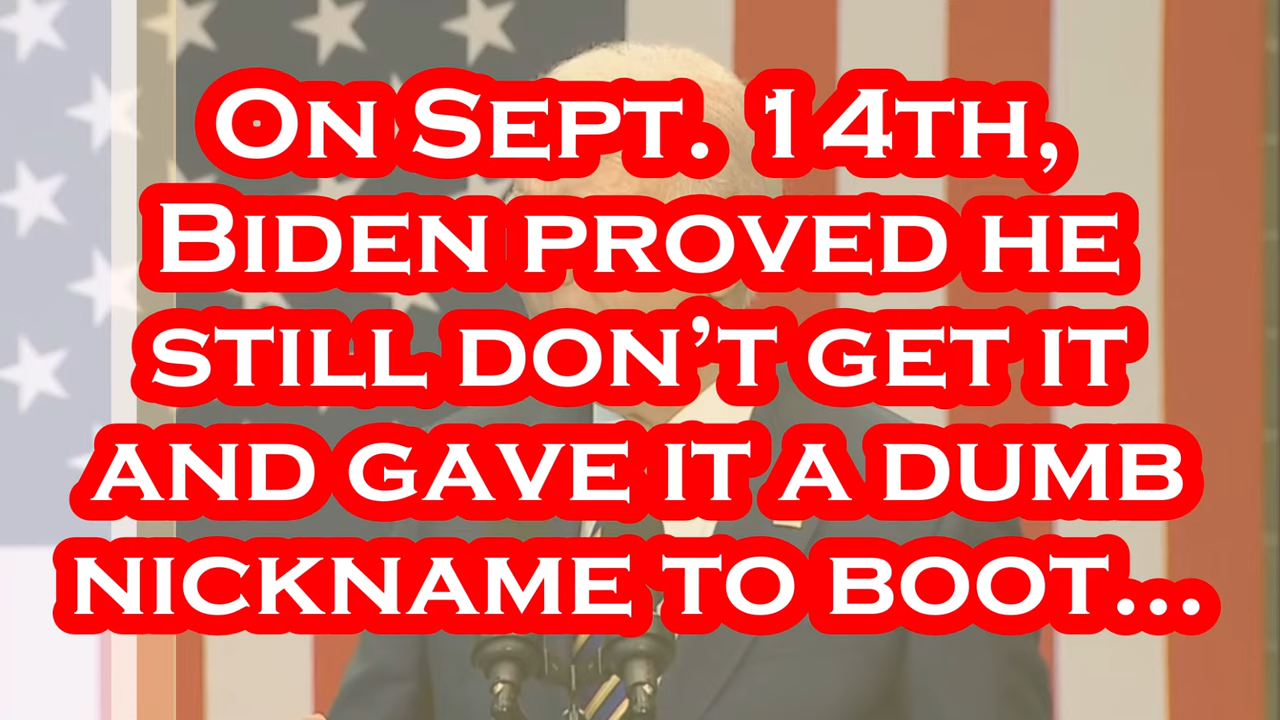 On Sept. 14th,
Biden proved he
still don't get it
and gave it a dumb
nickname to boot...